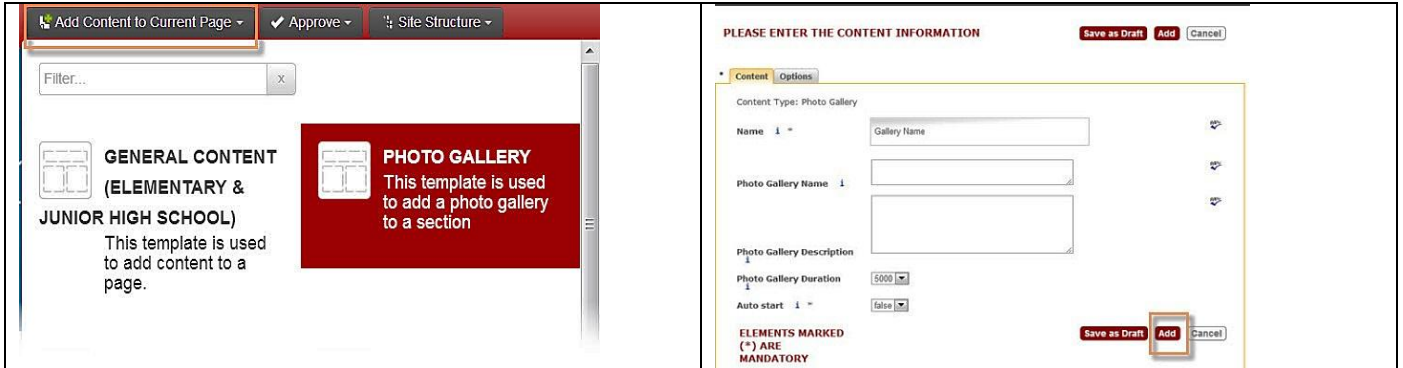 Add Content to Current Page
Approve
Site Structure
Filter...
x
GENERAL CONTENT
(ELEMENTARY &
JUNIOR HIGH SCHOOL)
This template is used
to add content to a
page.
PHOTO GALLERY
This template is used
to add a photo gallery
to a section
PLEASE ENTER THE CONTENT INFORMATION
Save as Draft Add Cancel
* Content Options
Content Type: Photo Gallery
Name i * Gallery Name
Photo Gallery Name i
Photo Gallery Description
i
Photo Gallery Duration 5000
i
Auto start i * false
ELEMENTS MARKED
(*) ARE
MANDATORY
Save as Draft Add Cancel